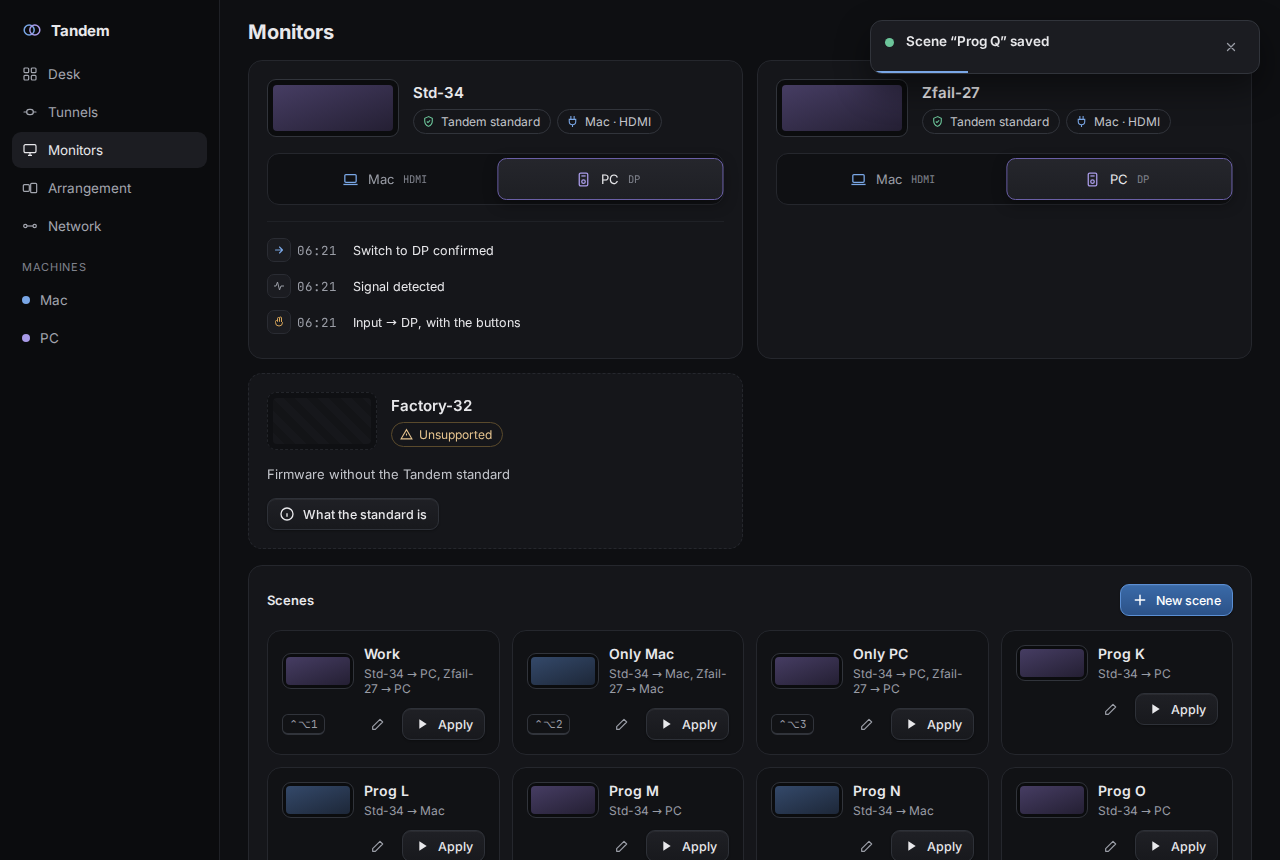 Tandem
Desk
Tunnels
Monitors
Arrangement
Network
MACHINES
Mac
PC
Monitors
Scene “Prog Q” saved
Std-34
Tandem standard
Mac · HDMI
Mac HDMI
PC DP
06:21 Switch to DP confirmed
06:21 Signal detected
06:21 Input → DP, with the buttons
Zfail-27
Tandem standard
Mac · HDMI
Mac HDMI
PC DP
Factory-32
Unsupported
Firmware without the Tandem standard
What the standard is
Scenes
New scene
Work
Std-34 → PC, Zfail-
27 → PC
⌃⌥1
Apply
Only Mac
Std-34 → Mac, Zfail-
27 → Mac
⌃⌥2
Apply
Only PC
Std-34 → PC, Zfail-
27 → PC
⌃⌥3
Apply
Prog K
Std-34 → PC
Apply
Prog L
Std-34 → Mac
Apply
Prog M
Std-34 → PC
Apply
Prog N
Std-34 → Mac
Apply
Prog O
Std-34 → PC
Apply